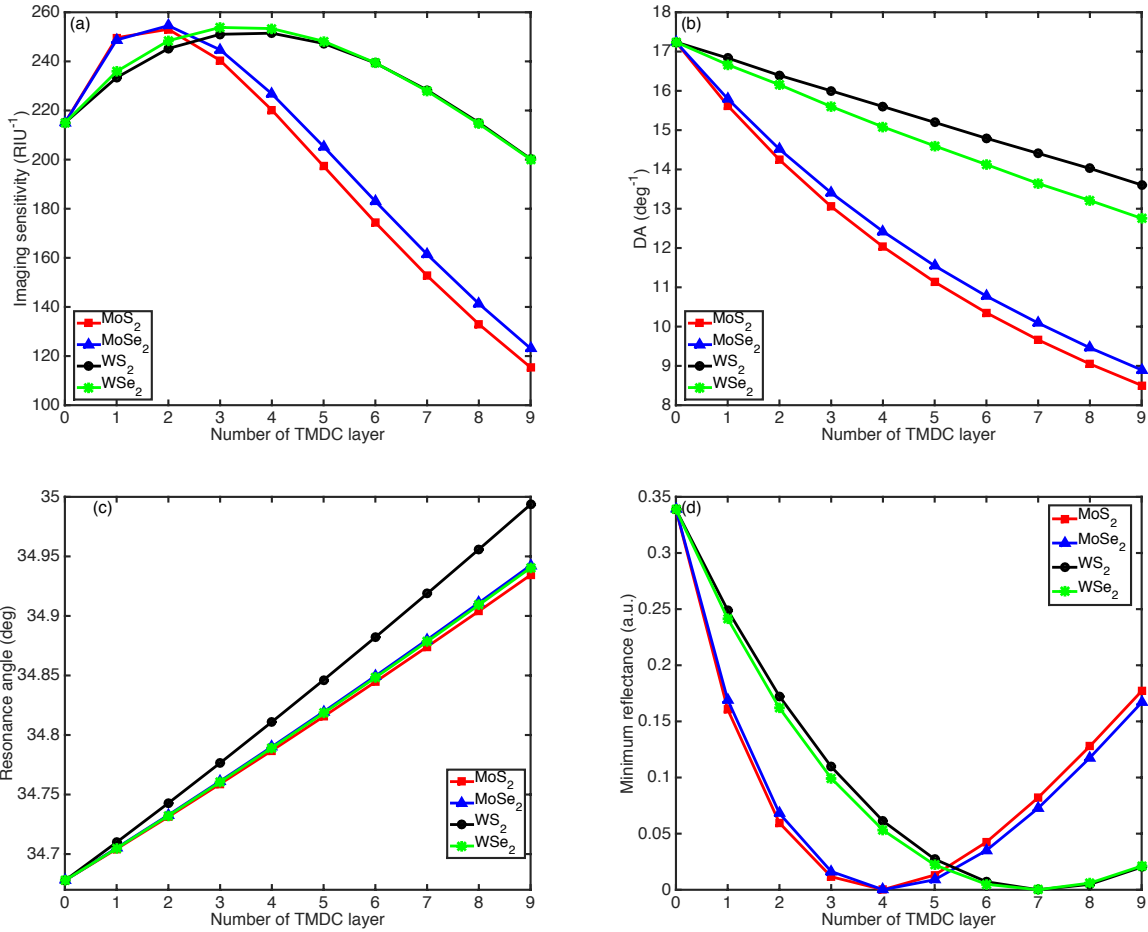 (a)
Imaging sensitivity (RIU⁻¹)
260
240
220
200
180
160
140
120
100
0 1 2 3 4 5 6 7 8 9
Number of TMDC layer
MoS₂
MoSe₂
WS₂
WSe₂
(b)
DA (deg⁻¹)
18
17
16
15
14
13
12
11
10
9
8
0 1 2 3 4 5 6 7 8 9
Number of TMDC layer
MoS₂
MoSe₂
WS₂
WSe₂
(c)
Resonance angle (deg)
35
34.95
34.9
34.85
34.8
34.75
34.7
0 1 2 3 4 5 6 7 8 9
Number of TMDC layer
MoS₂
MoSe₂
WS₂
WSe₂
(d)
Minimum reflectance (a.u.)
0.35
0.3
0.25
0.2
0.15
0.1
0.05
0
0 1 2 3 4 5 6 7 8 9
Number of TMDC layer
MoS₂
MoSe₂
WS₂
WSe₂